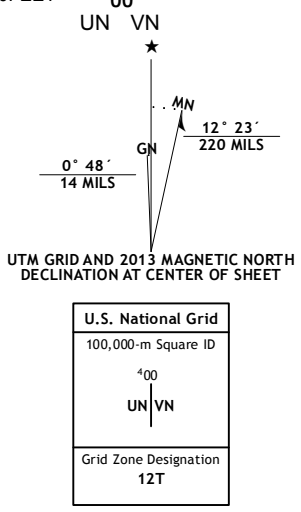 00
UN VN
MN
12° 23´
220 MILS
GN
0° 48´
14 MILS
UTM GRID AND 2013 MAGNETIC NORTH
DECLINATION AT CENTER OF SHEET
U.S. National Grid
100,000-m Square ID
⁴00
UN VN
Grid Zone Designation
12T